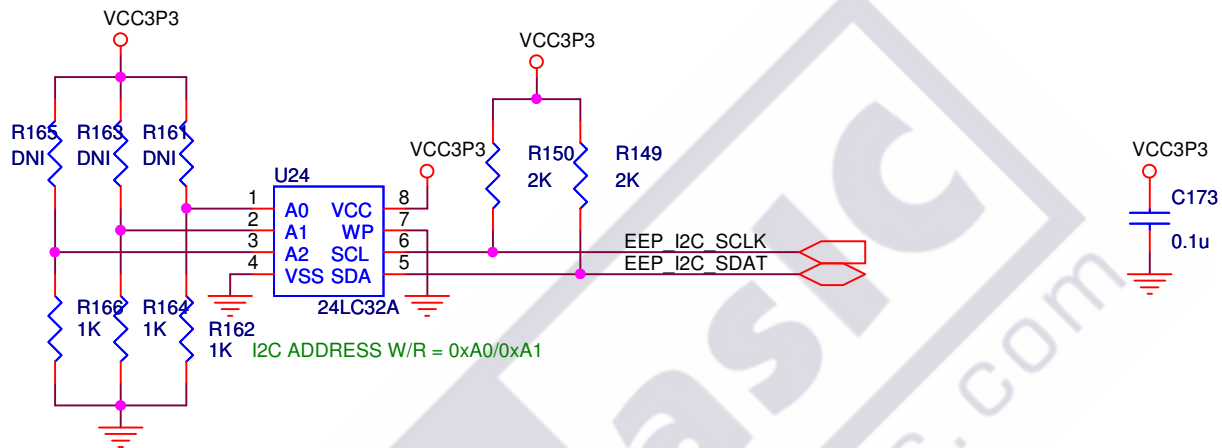 VCC3P3
VCC3P3
VCC3P3
VCC3P3
R165
DNI
R163
DNI
R161
DNI
R150
2K
R149
2K
C173
0.1u
U24
1
2
3
4
A0
A1
A2
VSS
VCC
WP
SCL
SDA
8
7
6
5
24LC32A
EEP_I2C_SCLK
EEP_I2C_SDAT
R166
1K
R164
1K
R162
1K
I2C ADDRESS W/R = 0xA0/0xA1
asic
c.com